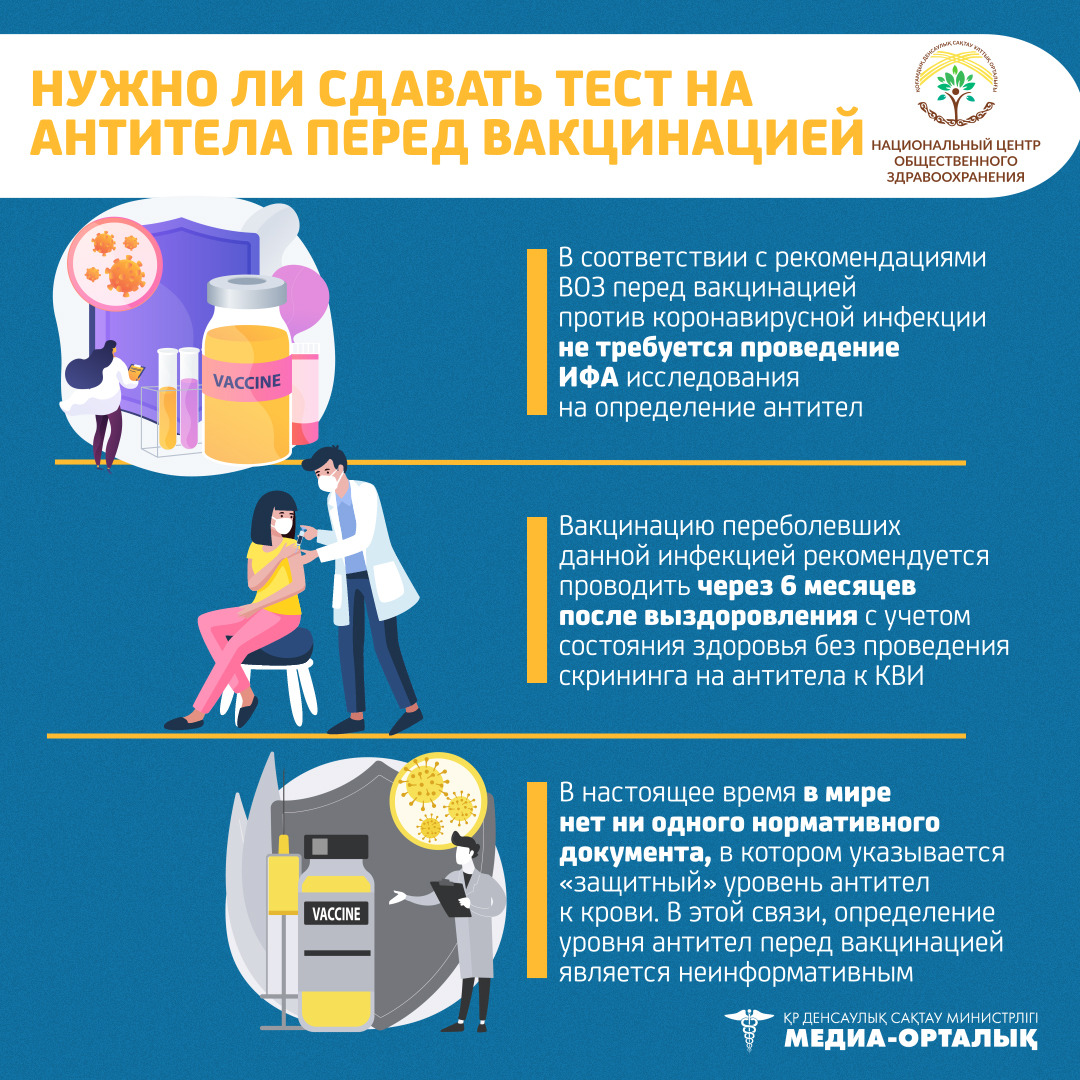 НУЖНО ЛИ СДАВАТЬ ТЕСТ НА
АНТИТЕЛА ПЕРЕД ВАКЦИНАЦИЕЙ
ҚОҒАМДЫҚ ДЕНСАУЛЫҚ САҚТАУ ҰЛТТЫҚ ОРТАЛЫҒЫ
НАЦИОНАЛЬНЫЙ ЦЕНТР
ОБЩЕСТВЕННОГО
ЗДРАВООХРАНЕНИЯ
VACCINE
В соответствии с рекомендациями
ВОЗ перед вакцинацией
против коронавирусной инфекции
не требуется проведение
ИФА исследования
на определение антител
Вакцинацию переболевших
данной инфекцией рекомендуется
проводить через 6 месяцев
после выздоровления с учетом
состояния здоровья без проведения
скрининга на антитела к КВИ
VACCINE
В настоящее время в мире
нет ни одного нормативного
документа, в котором указывается
«защитный» уровень антител
к крови. В этой связи, определение
уровня антител перед вакцинацией
является неинформативным
ҚР ДЕНСАУЛЫҚ САҚТАУ МИНИСТРЛІГІ
МЕДИА-ОРТАЛЫҚ